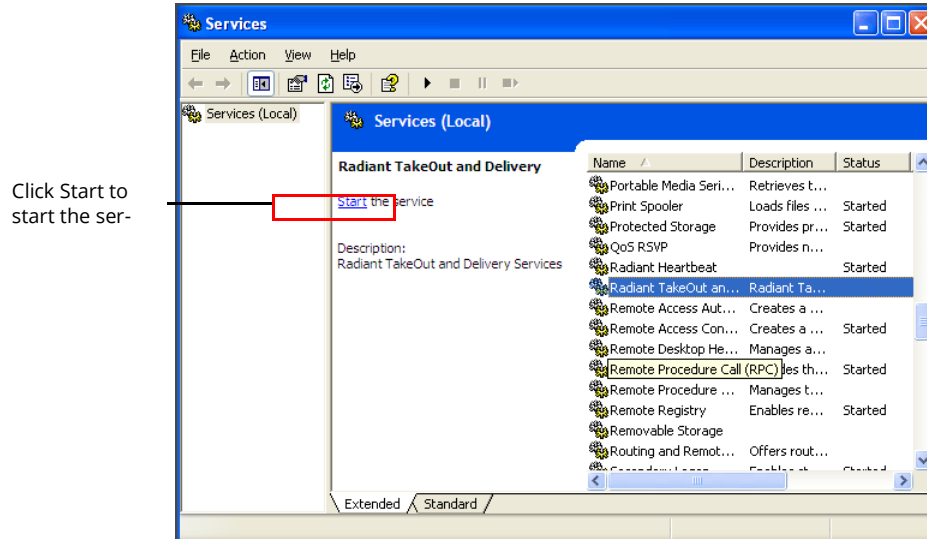 Services
File Action View Help
Services (Local)
Services (Local)
Click Start to
start the ser-
Radiant TakeOut and Delivery
Start the service
Description:
Radiant TakeOut and Delivery Services
Name Description Status
Portable Media Seri... Retrieves t...
Print Spooler Loads files ... Started
Protected Storage Provides pr... Started
QoS RSVP Provides n...
Radiant Heartbeat Started
Radiant TakeOut an... Radiant Ta...
Remote Access Aut... Creates a ...
Remote Access Con... Creates a ... Started
Remote Desktop He... Manages a...
Remote Procedure Call (RPC) des th... Started
Remote Procedure ... Manages t...
Remote Registry Enables re... Started
Removable Storage
Routing and Remot... Offers rout...
Extended Standard